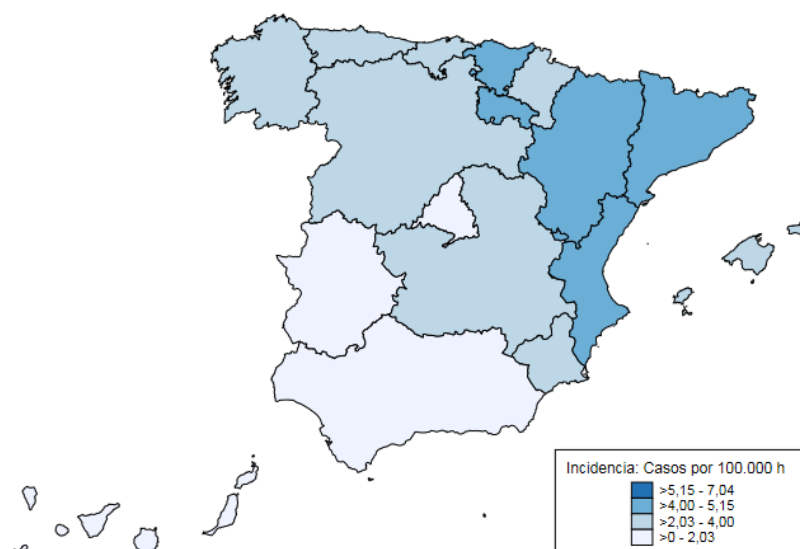 Incidencia: Casos por 100.000 h
>5,15 - 7,04
>4,00 - 5,15
>2,03 - 4,00
>0 - 2,03